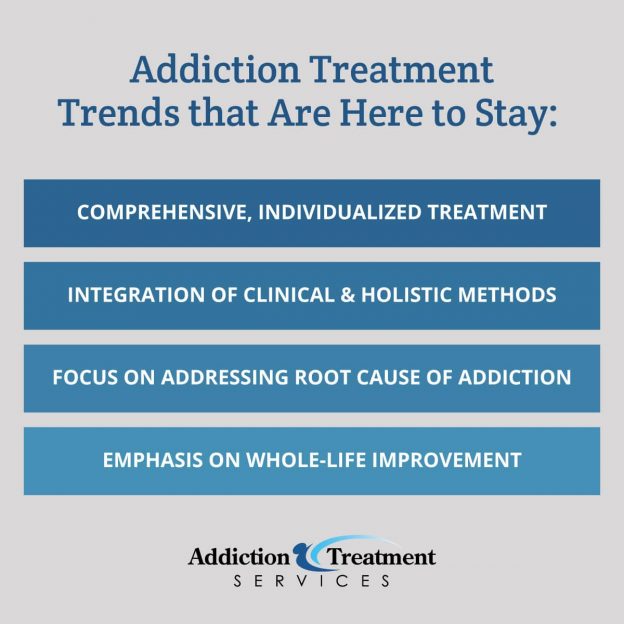 Addiction Treatment
Trends that Are Here to Stay:
COMPREHENSIVE, INDIVIDUALIZED TREATMENT
INTEGRATION OF CLINICAL & HOLISTIC METHODS
FOCUS ON ADDRESSING ROOT CAUSE OF ADDICTION
EMPHASIS ON WHOLE-LIFE IMPROVEMENT
Addiction Treatment
SERVICES